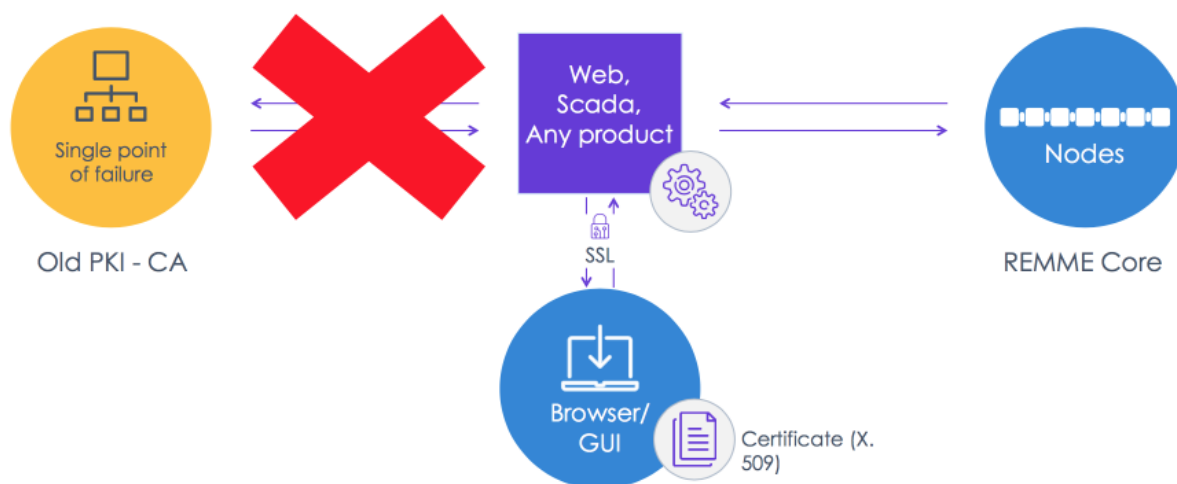 Single point
of failure
Old PKI - CA
Web,
Scada,
Any product
SSL
Browser/
GUI
Certificate (X.
509)
Nodes
REMME Core